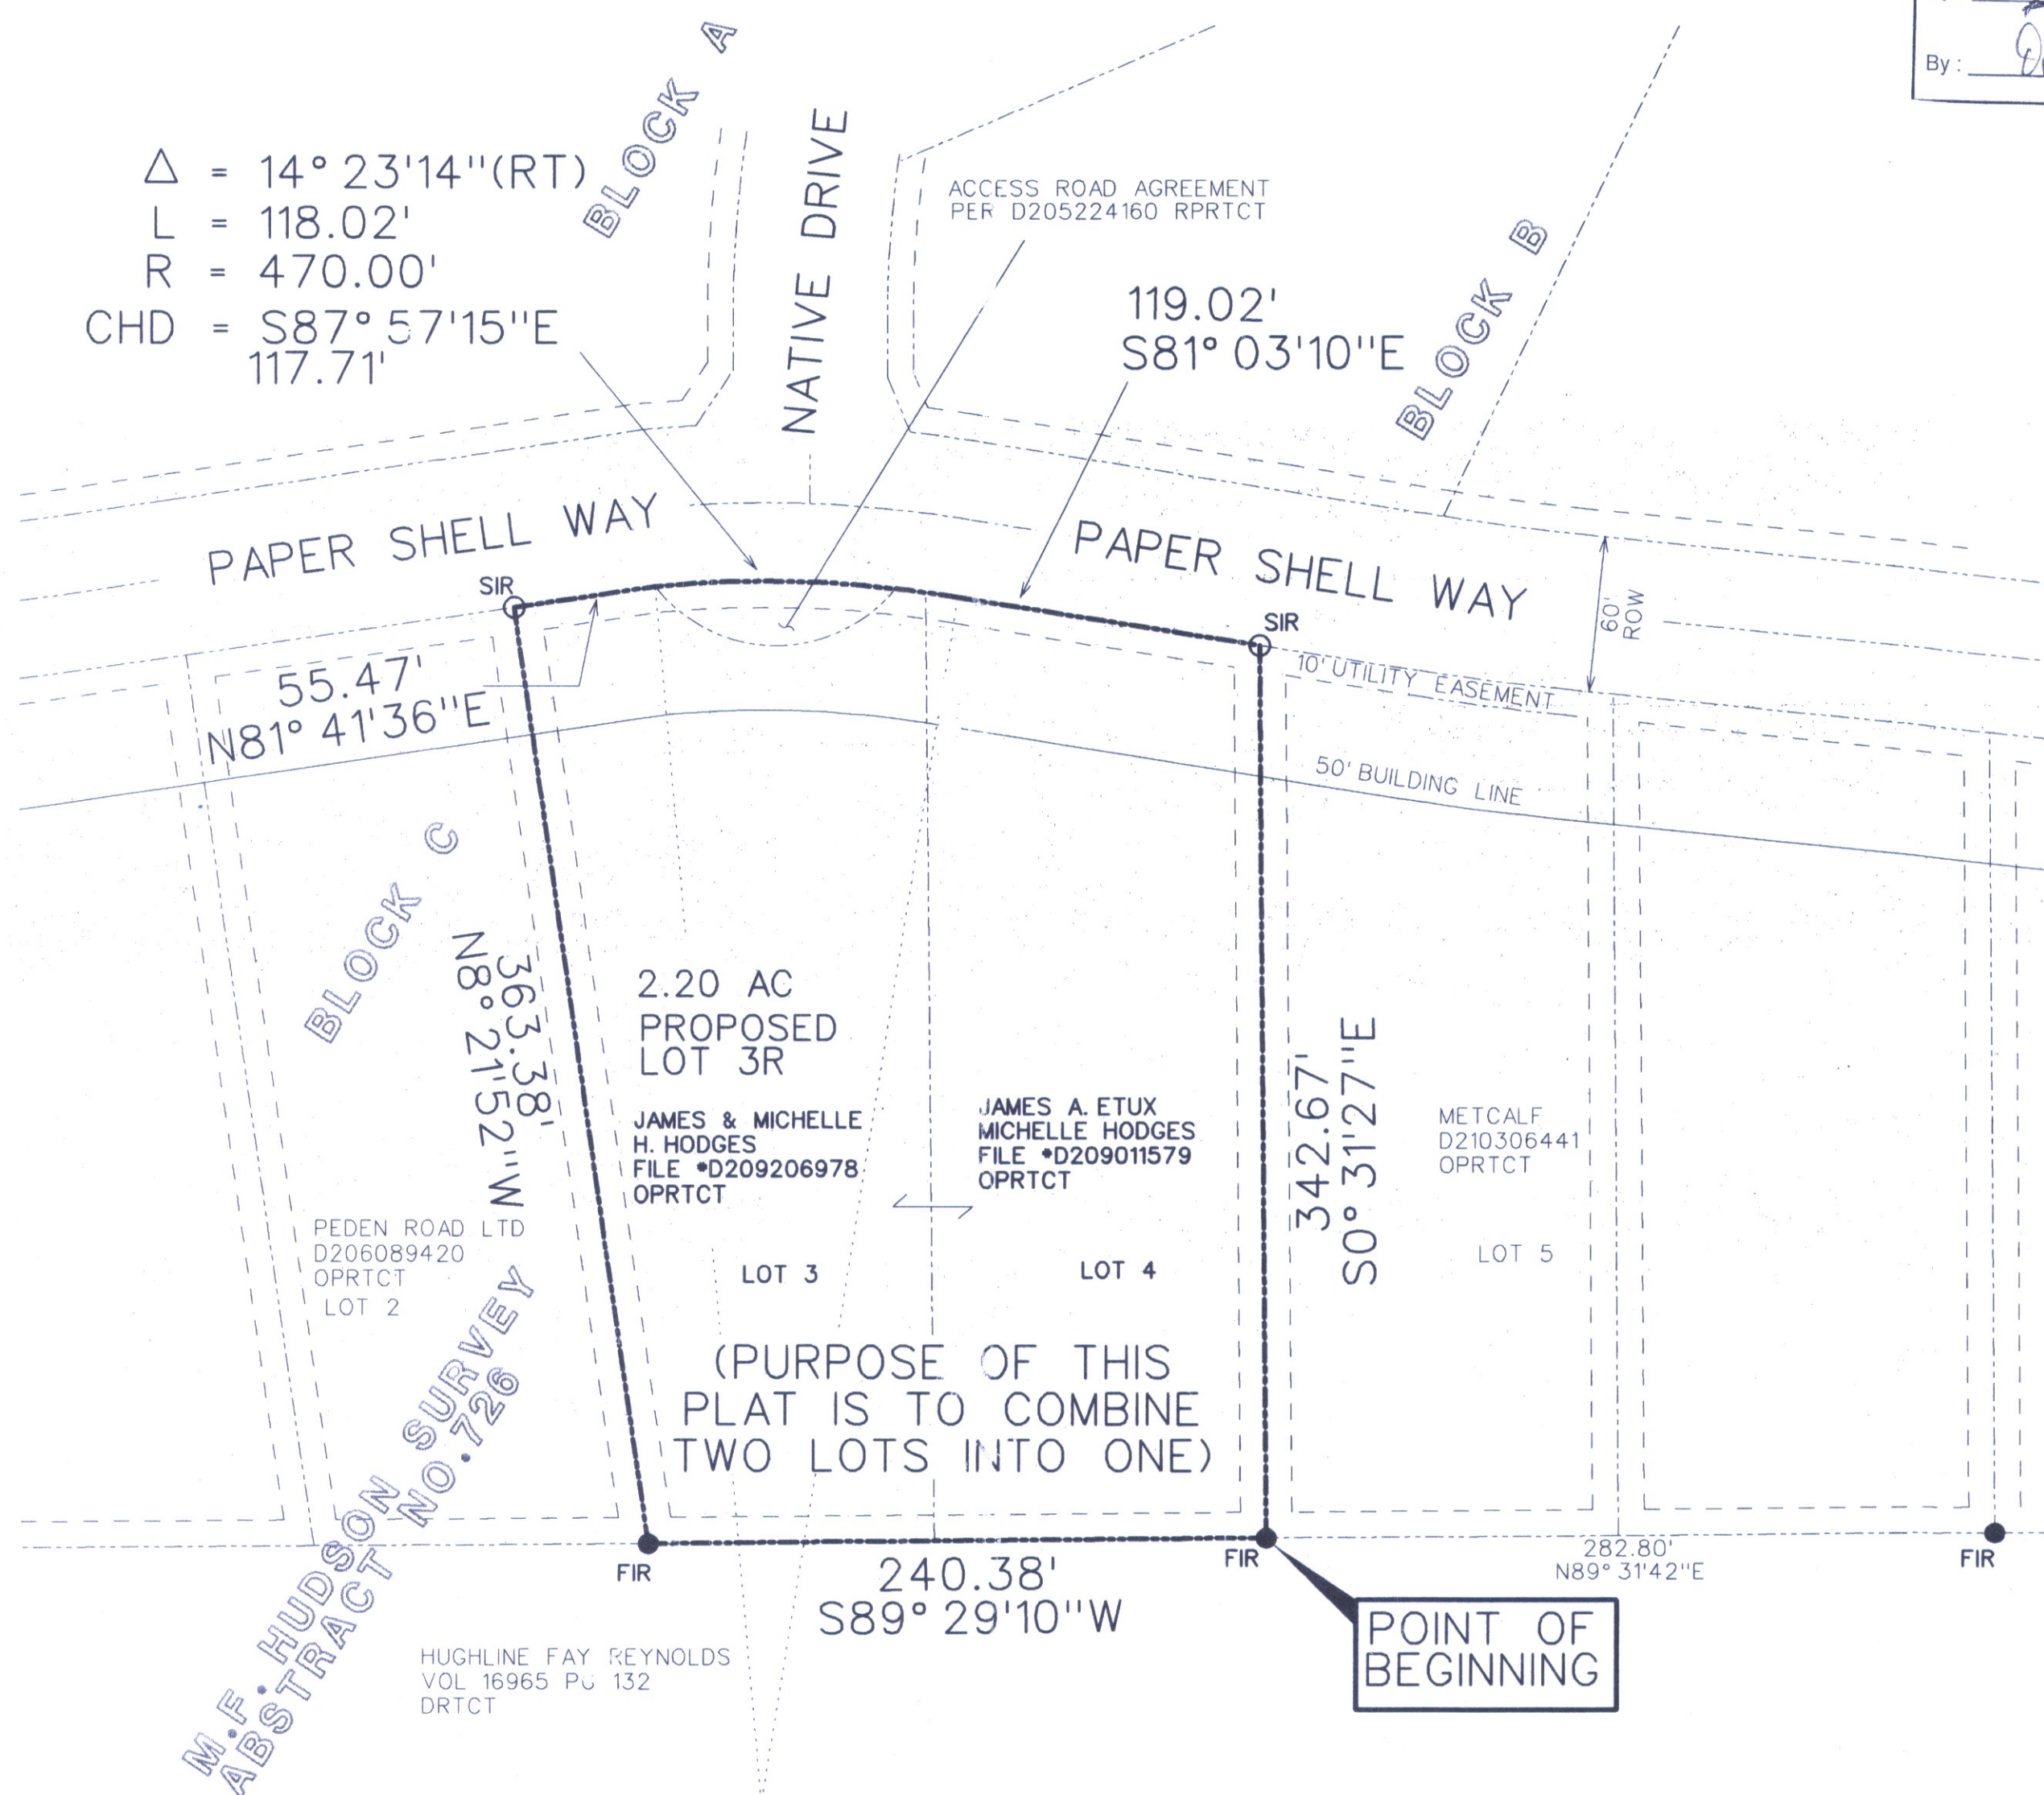 By :
BLOCK A
Δ = 14° 23'14"(RT)
L = 118.02'
R = 470.00'
CHD = S87° 57'15"E
117.71'
NATIVE DRIVE
ACCESS ROAD AGREEMENT
PER D205224160 RPRTCT
119.02'
S81° 03'10"E
BLOCK B
PAPER SHELL WAY
PAPER SHELL WAY
60'
ROW
SIR
SIR
10' UTILITY EASEMENT
55.47'
N81° 41'36"E
50' BUILDING LINE
BLOCK C
363.38'
N8° 21'52"W
2.20 AC
PROPOSED
LOT 3R
JAMES & MICHELLE
H. HODGES
FILE #D209206978
OPRTCT
JAMES A. ETUX
MICHELLE HODGES
FILE #D209011579
OPRTCT
342.67'
S0° 31'27"E
METCALF
D210306441
OPRTCT
LOT 5
PEDEN ROAD LTD
D206089420
OPRTCT
LOT 2
LOT 3
LOT 4
(PURPOSE OF THIS
PLAT IS TO COMBINE
TWO LOTS INTO ONE)
M.F. HUDSON SURVEY
ABSTRACT NO. 726
FIR
FIR
FIR
240.38'
S89° 29'10"W
282.80'
N89° 31'42"E
POINT OF
BEGINNING
HUGHLINE FAY REYNOLDS
VOL 16965 PG 132
DRTCT